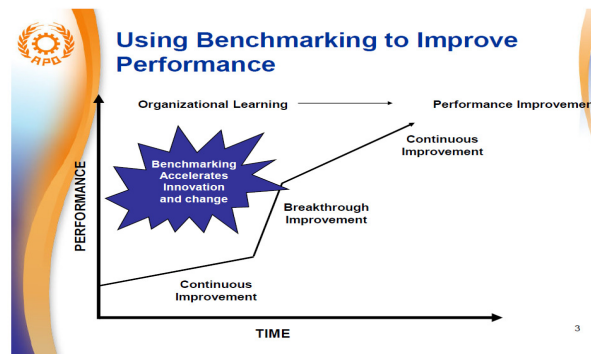 APO
Using Benchmarking to Improve
Performance
Organizational Learning
Performance Improveme
Continuous
Improvement
Benchmarking
Accelerates
Innovation
and change
Breakthrough
Improvement
PERFORMANCE
Continuous
Improvement
TIME
3